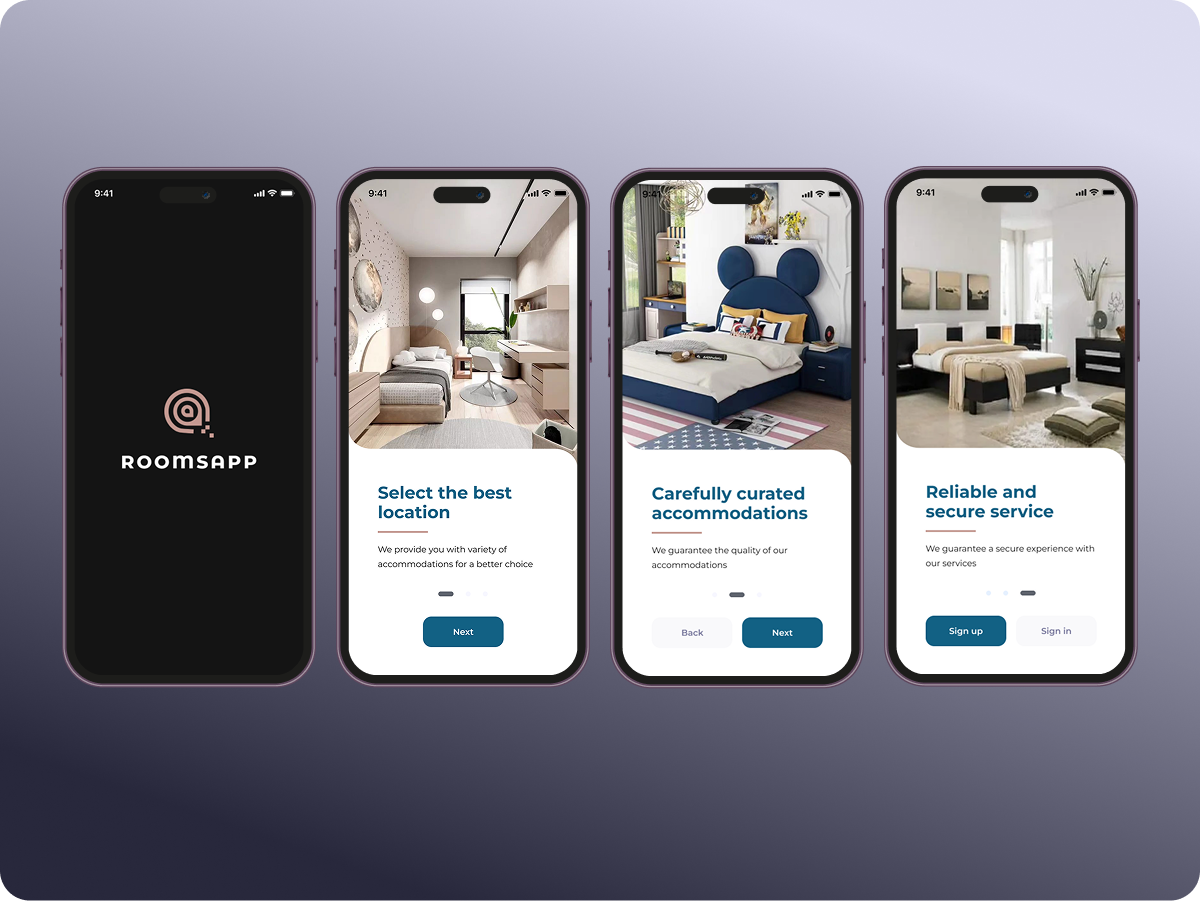 9:41
ROOMSAPP
9:41
Select the best
location
We provide you with variety of
accommodations for a better choice
Next
9:41
Carefully curated
accommodations
We guarantee the quality of our
accommodations
Back
Next
9:41
Reliable and
secure service
We guarantee a secure experience with
our services
Sign up
Sign in